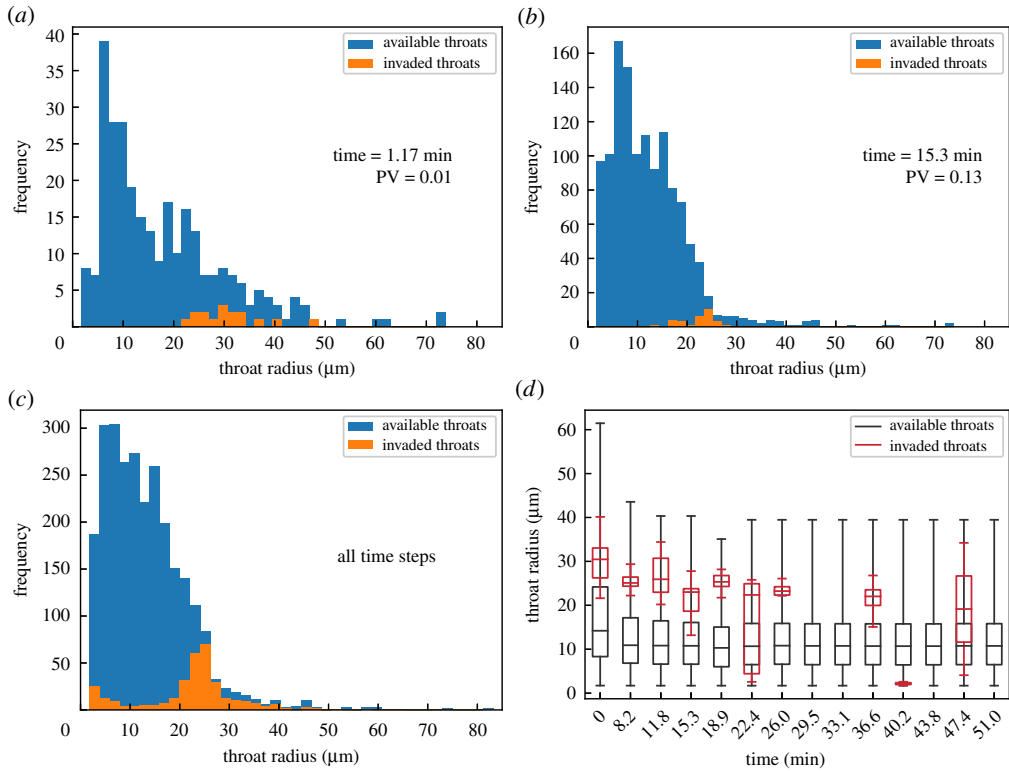 (a)
40
35
30
25
20
15
10
5
0
frequency
available throats
invaded throats
time = 1.17 min
PV = 0.01
10 20 30 40 50 60 70 80
throat radius (μm)
(b)
160
140
120
100
80
60
40
20
0
frequency
available throats
invaded throats
time = 15.3 min
PV = 0.13
10 20 30 40 50 60 70 80
throat radius (μm)
(c)
300
250
200
150
100
50
0
frequency
available throats
invaded throats
all time steps
10 20 30 40 50 60 70 80
throat radius (μm)
(d)
60
50
40
30
20
10
0
throat radius (μm)
available throats
invaded throats
0 8.2 11.8 15.3 18.9 22.4 26.0 29.5 33.1 36.6 40.2 43.8 47.4 51.0
time (min)